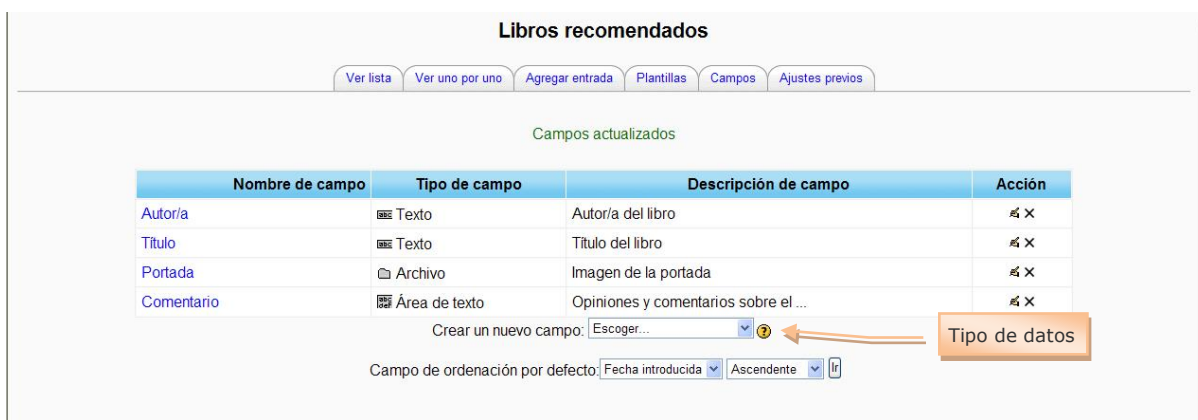 Libros recomendados
Ver lista Ver uno por uno Agregar entrada Plantillas Campos Ajustes previos
Campos actualizados
Nombre de campo Tipo de campo Descripción de campo Acción
Autor/a Texto Autor/a del libro
Título Texto Título del libro
Portada Archivo Imagen de la portada
Comentario Área de texto Opiniones y comentarios sobre el ...
Crear un nuevo campo: Escoger... ? Tipo de datos
Campo de ordenación por defecto: Fecha introducida Ascendente Ir